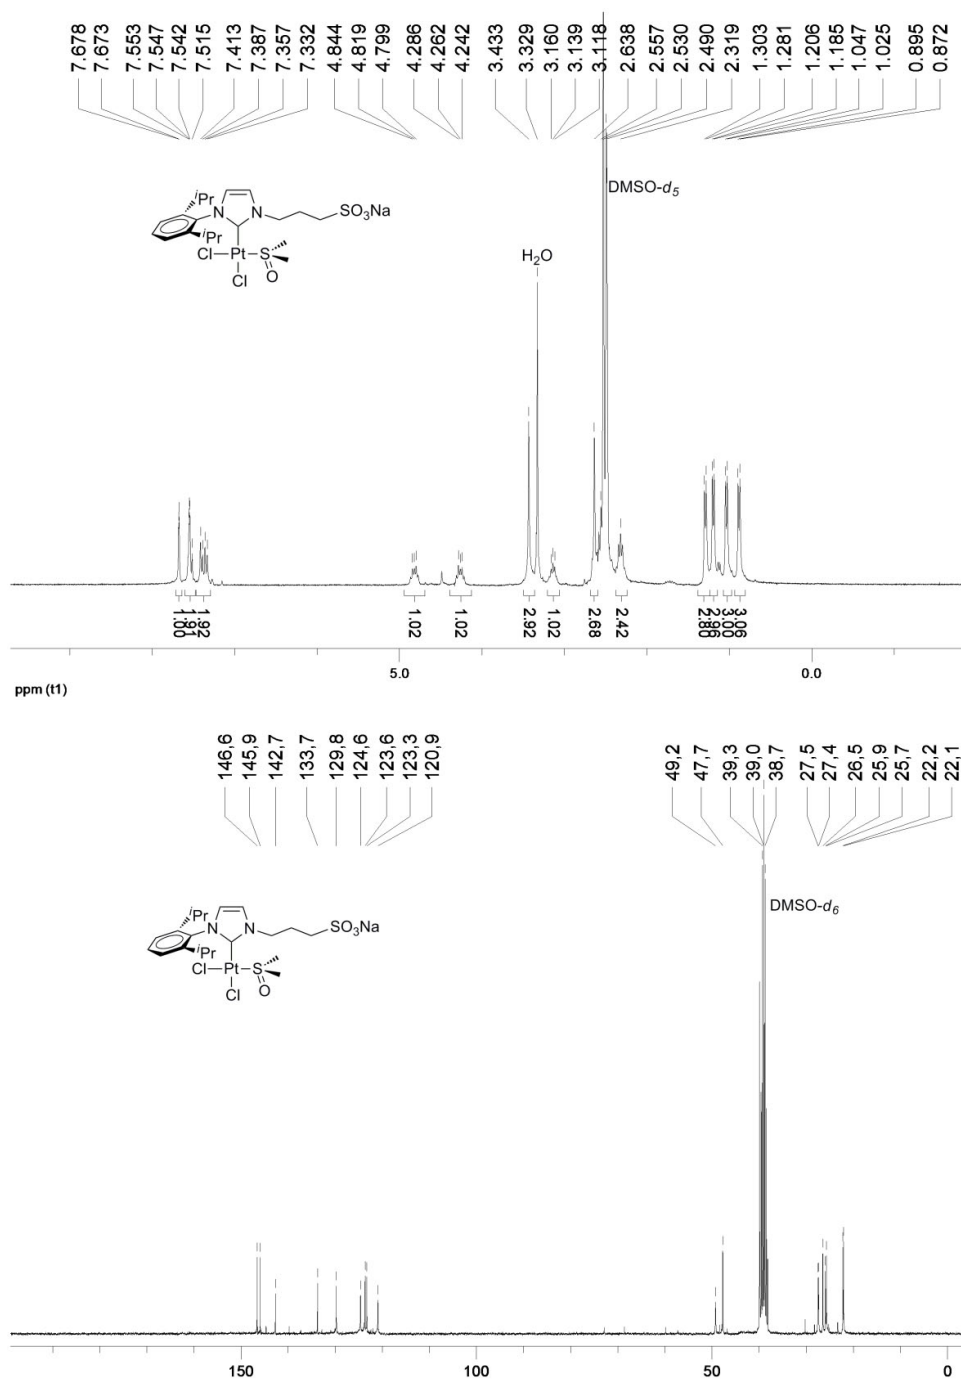 7.678 7.673 7.553 7.547 7.542 7.515 7.413 7.387 7.357 7.332 4.844 4.819 4.799 4.286 4.262 4.242 3.433 3.329 3.160 3.139 3.118 2.638 2.557 2.530 2.490 2.319 1.303 1.281 1.206 1.185 1.047 1.025 0.895 0.872
DMSO-d5
iPr
N N SO3Na
iPr
Cl Pt S
O
Cl
H2O
1.00 1.91 1.92 1.02 1.02 2.92 1.02 2.68 2.42 2.80 2.96 3.00 3.06
5.0 0.0
ppm (t1)
146,6 145,9 142,7 133,7 129,8 124,6 123,6 123,3 120,9 49,2 47,7 39,3 39,0 38,7 27,5 27,4 26,5 25,9 25,7 22,2 22,1
DMSO-d6
iPr
N N SO3Na
iPr
Cl Pt S
O
Cl
150 100 50 0